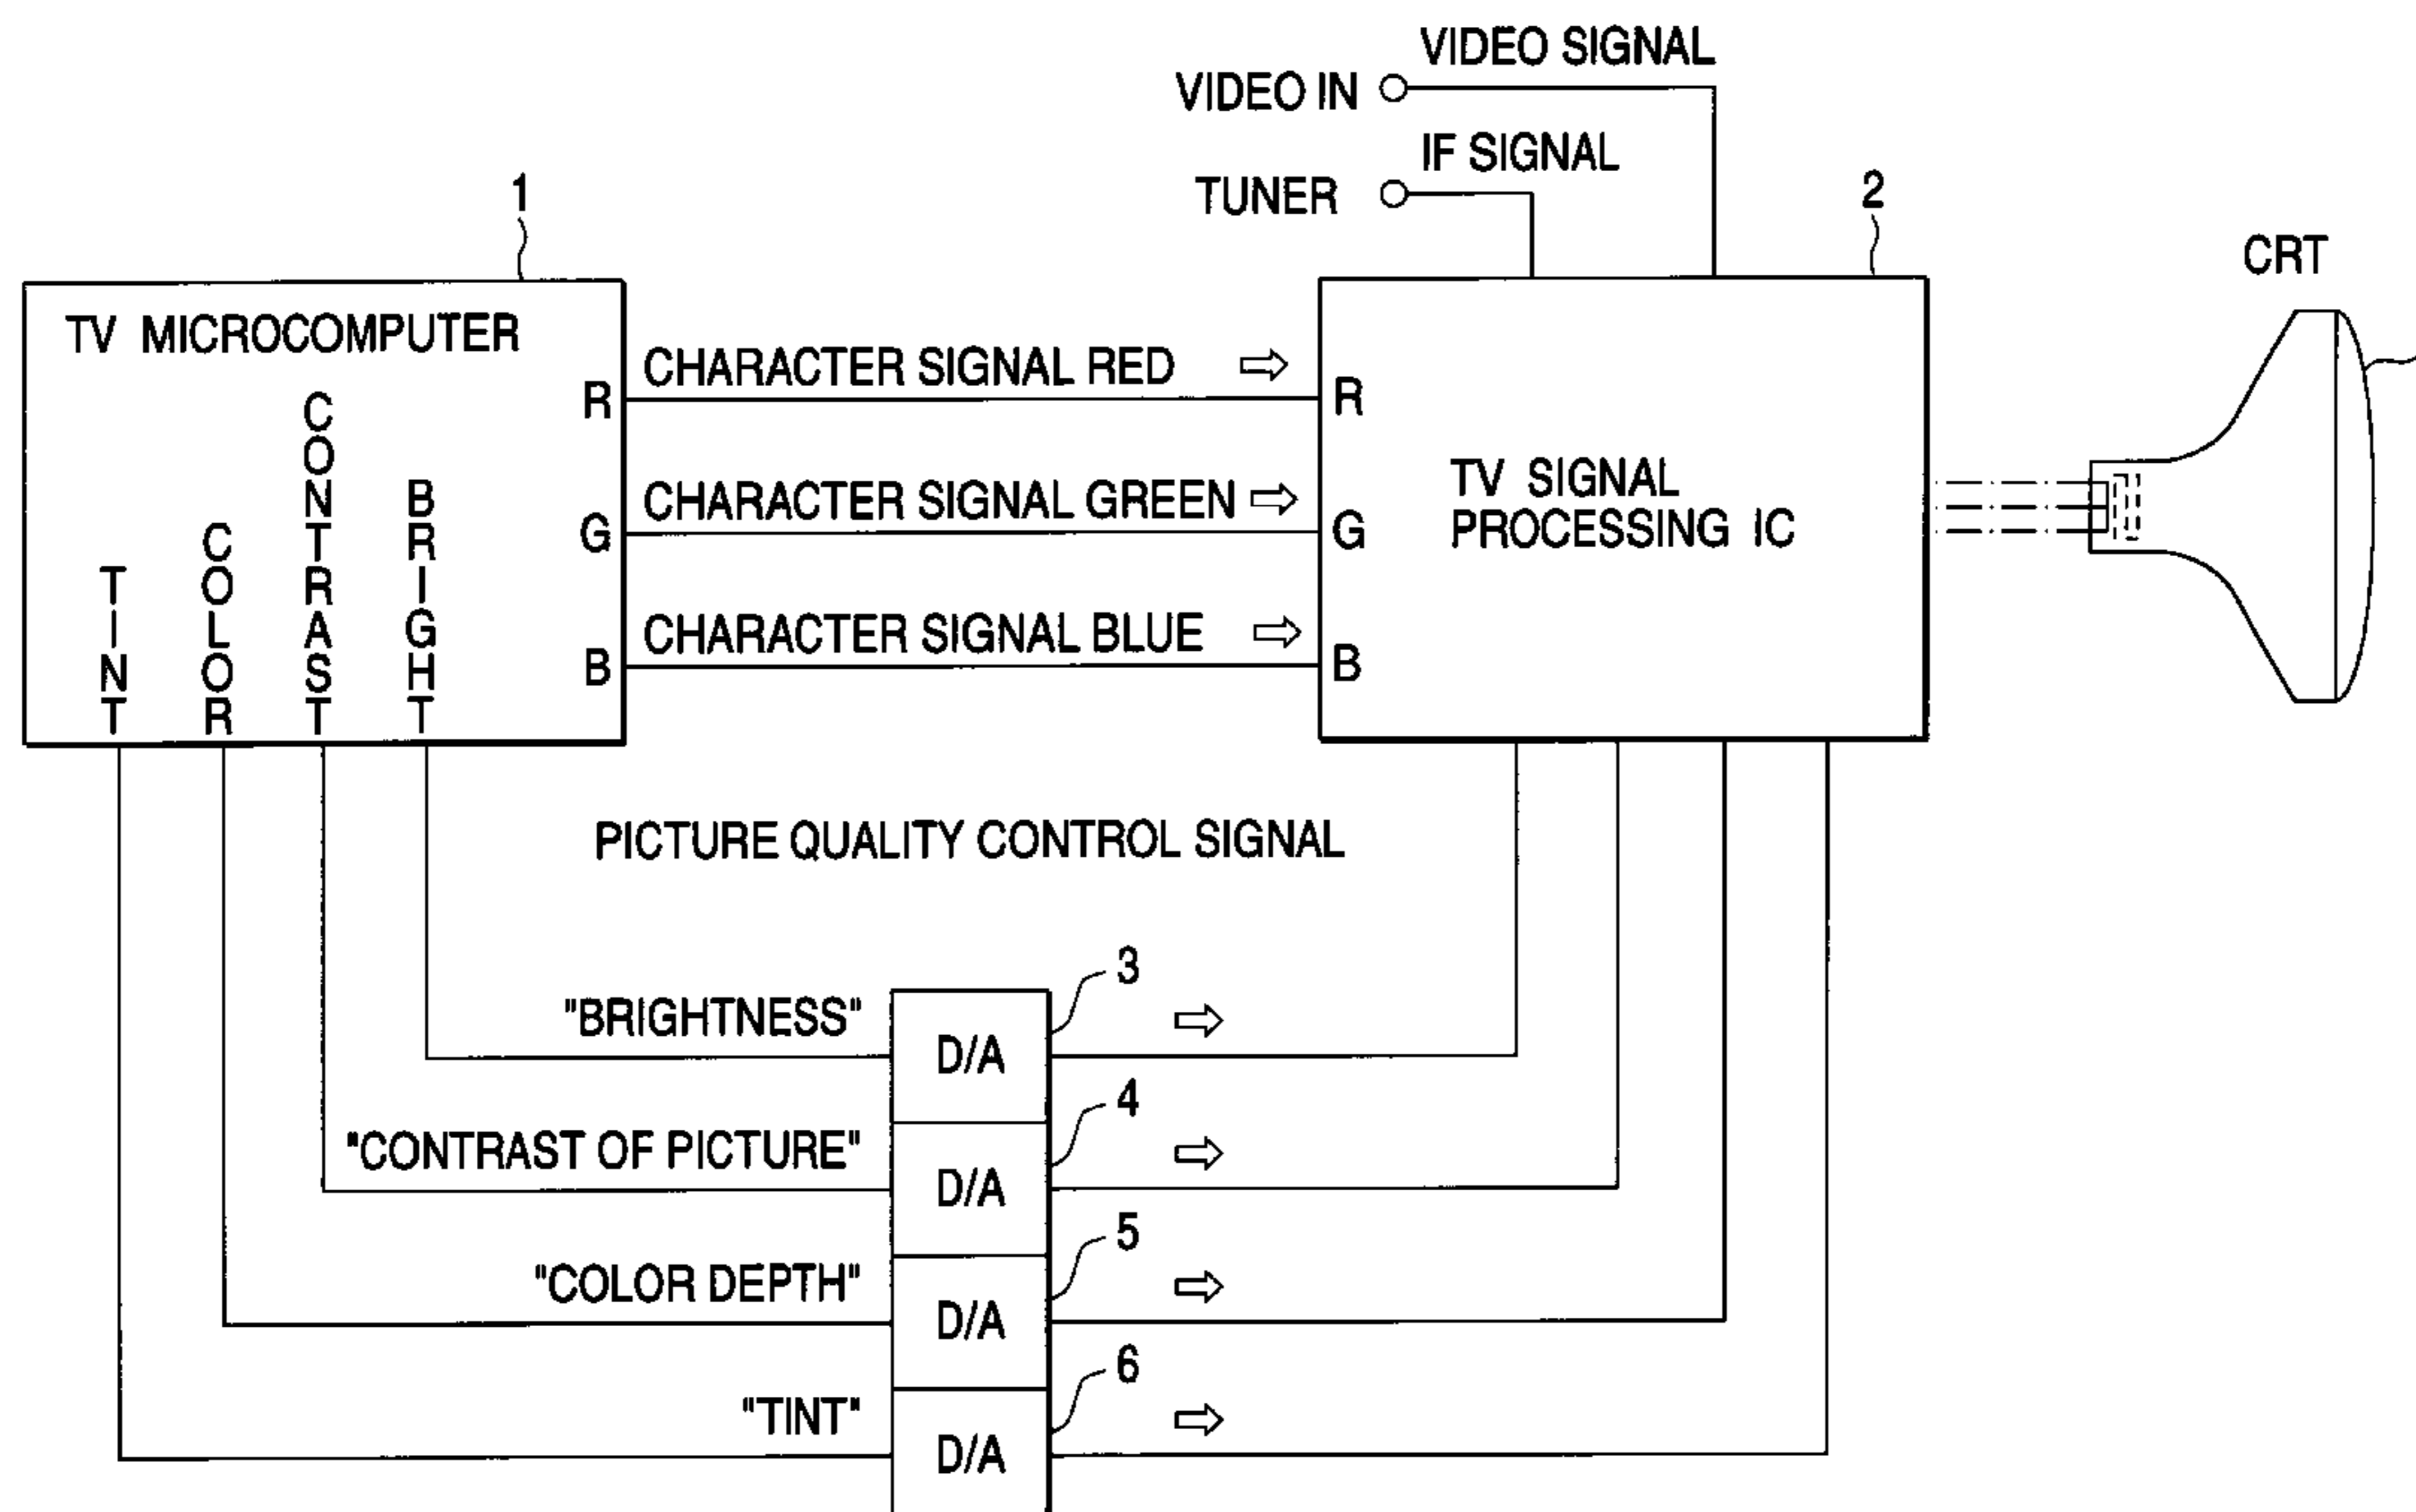 VIDEO SIGNAL
VIDEO IN
IF SIGNAL
TUNER
1
2
CRT
TV MICROCOMPUTER
TINT
COLOR
CONTRAST
BRIGHT
R
G
B
CHARACTER SIGNAL RED
CHARACTER SIGNAL GREEN
CHARACTER SIGNAL BLUE
R
G
B
TV SIGNAL
PROCESSING IC
PICTURE QUALITY CONTROL SIGNAL
"BRIGHTNESS"
D/A
3
"CONTRAST OF PICTURE"
D/A
4
"COLOR DEPTH"
D/A
5
"TINT"
D/A
6